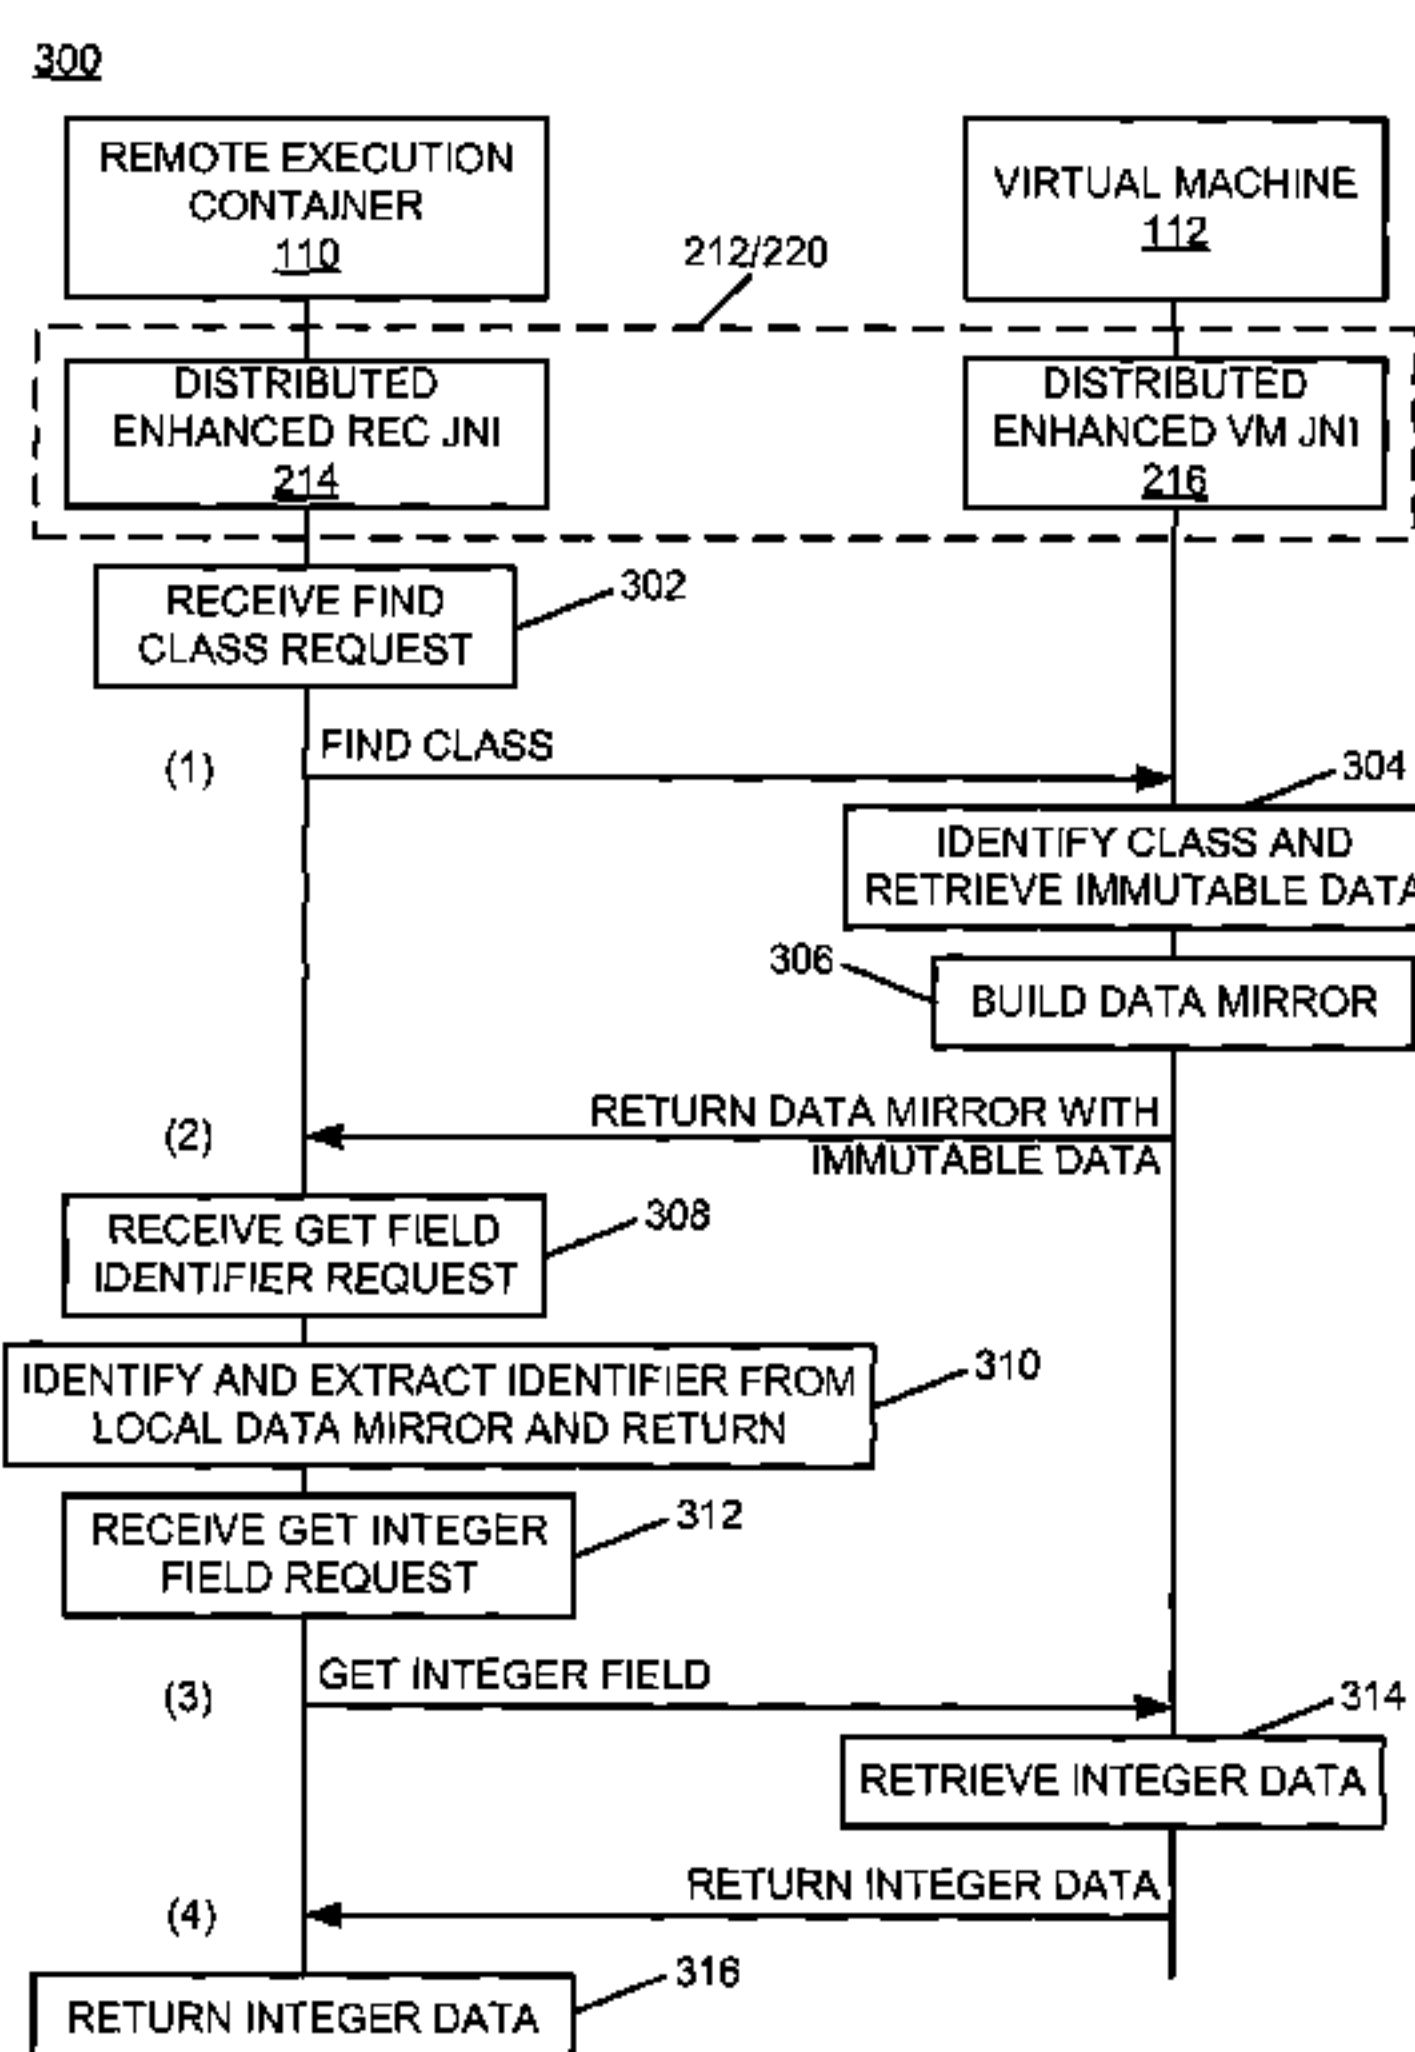 300
REMOTE EXECUTION
CONTAINER
110
VIRTUAL MACHINE
112
212/220
DISTRIBUTED
ENHANCED REC JNI
214
DISTRIBUTED
ENHANCED VM JNI
216
RECEIVE FIND
CLASS REQUEST
302
(1)
FIND CLASS
304
IDENTIFY CLASS AND
RETRIEVE IMMUTABLE DATA
306
BUILD DATA MIRROR
(2)
RETURN DATA MIRROR WITH
IMMUTABLE DATA
RECEIVE GET FIELD
IDENTIFIER REQUEST
308
IDENTIFY AND EXTRACT IDENTIFIER FROM
LOCAL DATA MIRROR AND RETURN
310
RECEIVE GET INTEGER
FIELD REQUEST
312
(3)
GET INTEGER FIELD
314
RETRIEVE INTEGER DATA
(4)
RETURN INTEGER DATA
316
RETURN INTEGER DATA